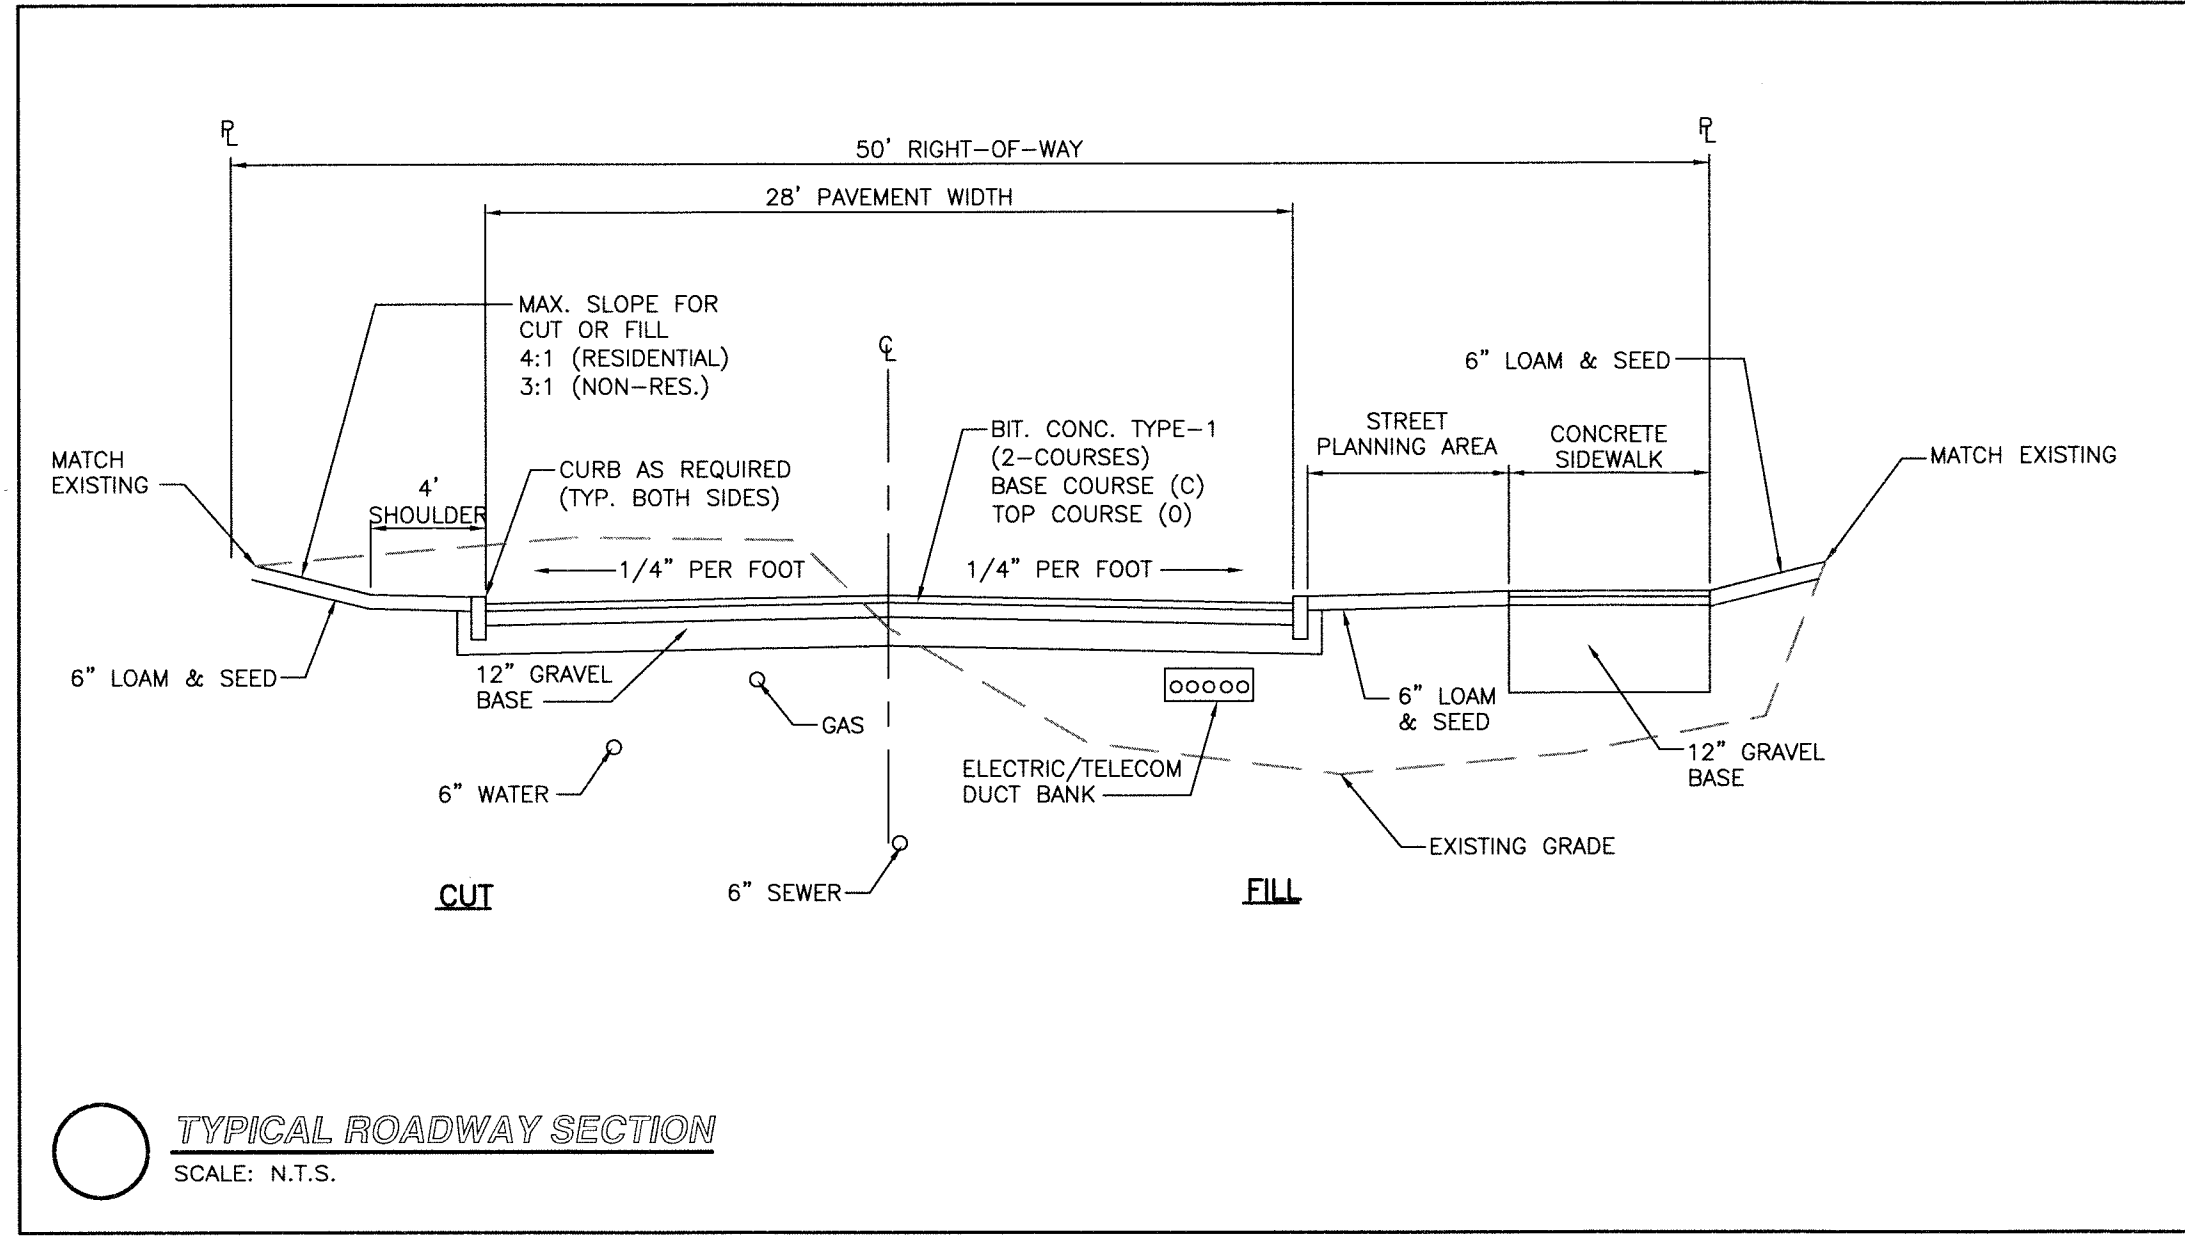 PL
PL
50' RIGHT-OF-WAY
28' PAVEMENT WIDTH
MAX. SLOPE FOR
CUT OR FILL
4:1 (RESIDENTIAL)
3:1 (NON-RES.)
CL
6" LOAM & SEED
STREET
PLANNING AREA
CONCRETE
SIDEWALK
BIT. CONC. TYPE-1
(2-COURSES)
BASE COURSE (C)
TOP COURSE (0)
MATCH
EXISTING
4'
SHOULDER
CURB AS REQUIRED
(TYP. BOTH SIDES)
MATCH EXISTING
1/4" PER FOOT
1/4" PER FOOT
6" LOAM & SEED
12" GRAVEL
BASE
GAS
6" WATER
ELECTRIC/TELECOM
DUCT BANK
6" LOAM
& SEED
12" GRAVEL
BASE
EXISTING GRADE
6" SEWER
CUT
FILL
TYPICAL ROADWAY SECTION
SCALE: N.T.S.